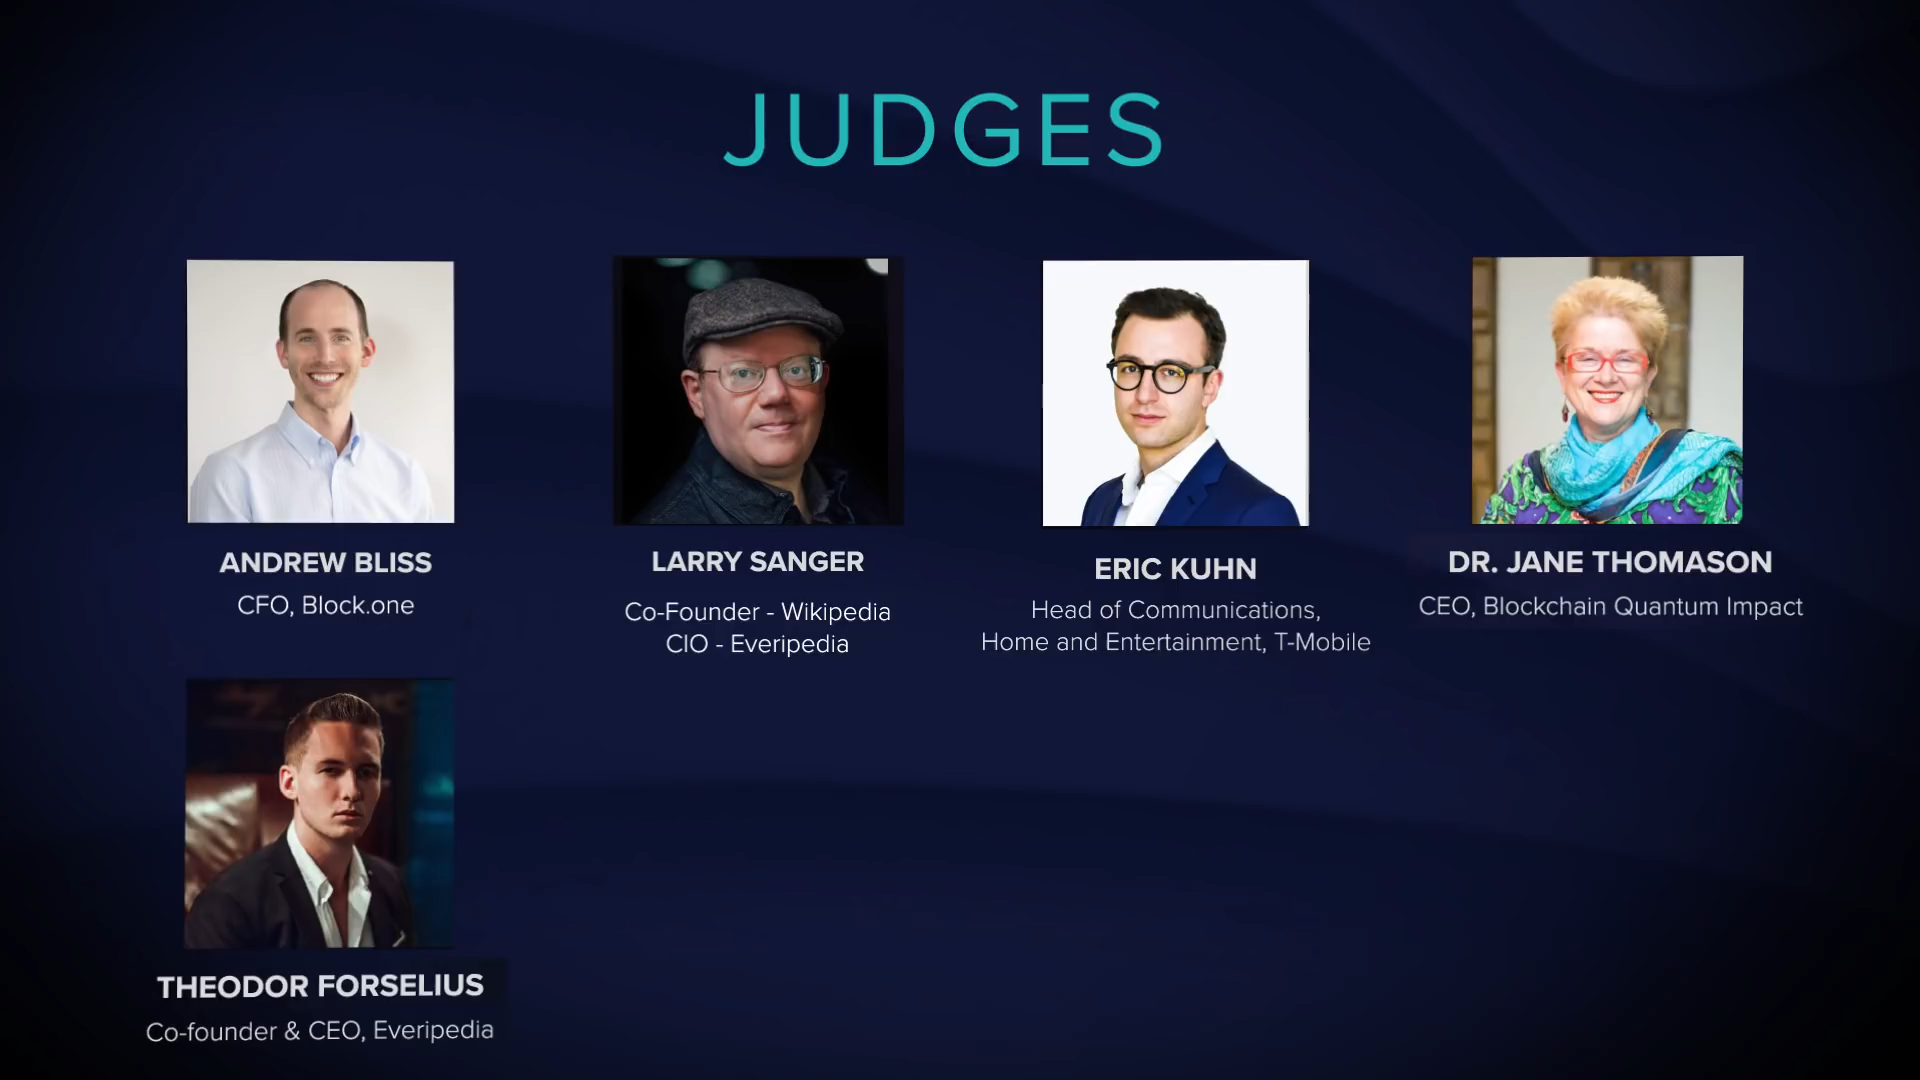 JUDGES
ANDREW BLISS
CFO, Block.one
LARRY SANGER
Co-Founder - Wikipedia
CIO - Everipedia
ERIC KUHN
Head of Communications,
Home and Entertainment, T-Mobile
DR. JANE THOMASON
CEO, Blockchain Quantum Impact
THEODOR FORSELIUS
Co-founder & CEO, Everipedia